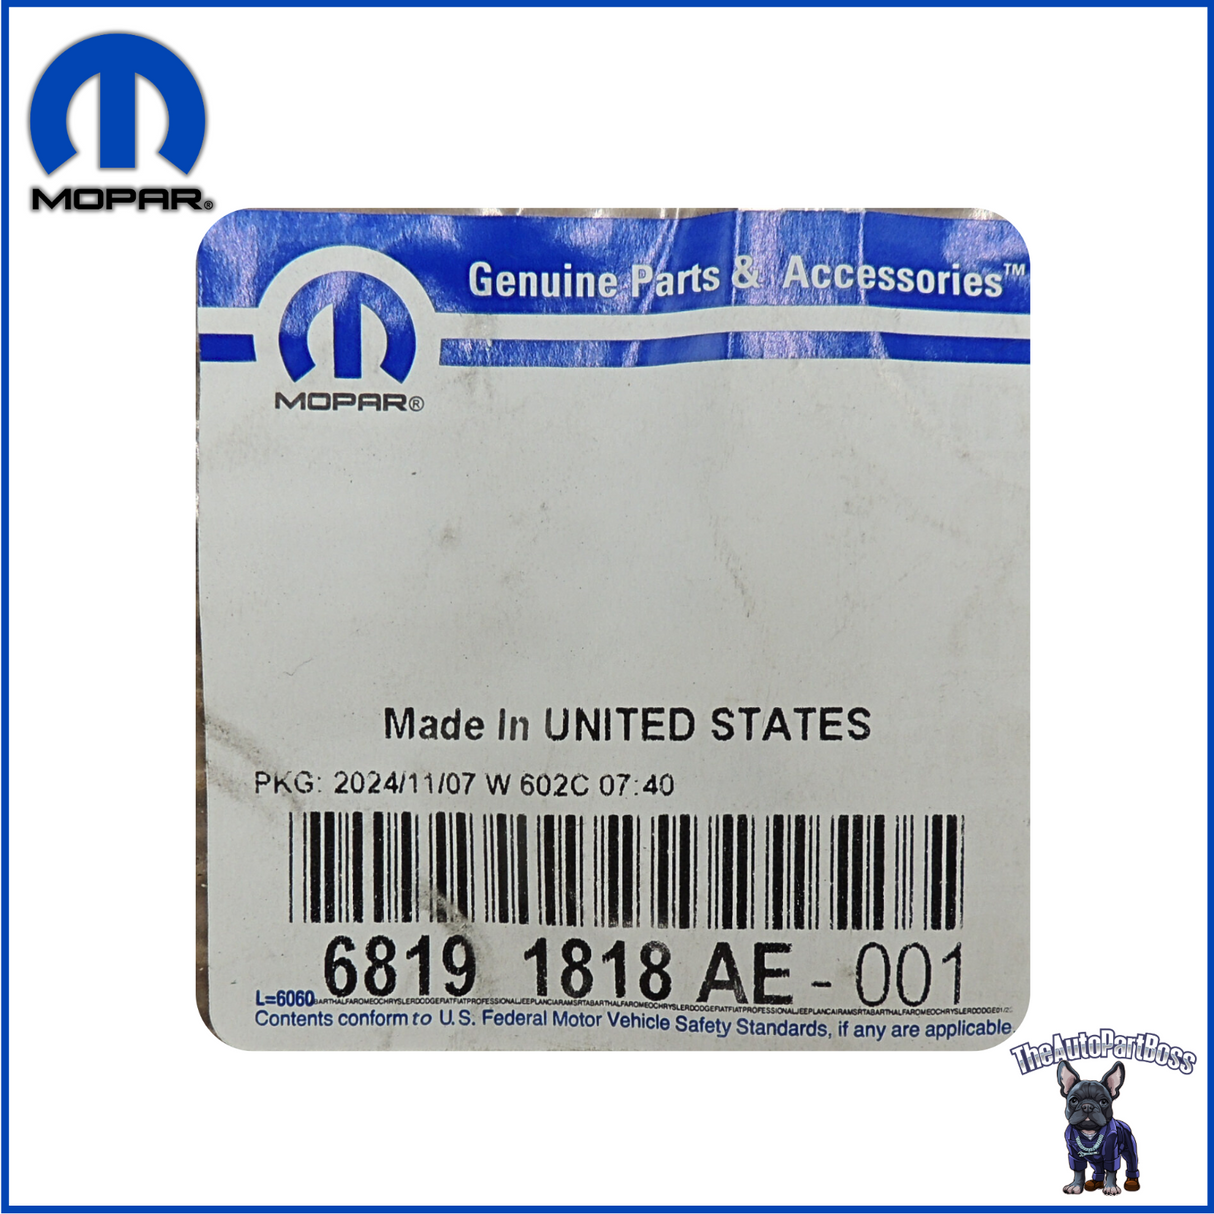 MOPAR®
Genuine Parts & Accessories™
MOPAR®
Made In UNITED STATES
PKG: 2024/11/07 W 602C 07:40
6819 1818 AE - 001
L=6060
Contents conform to U.S. Federal Motor Vehicle Safety Standards, if any are applicable.
TheAutoPartBoss